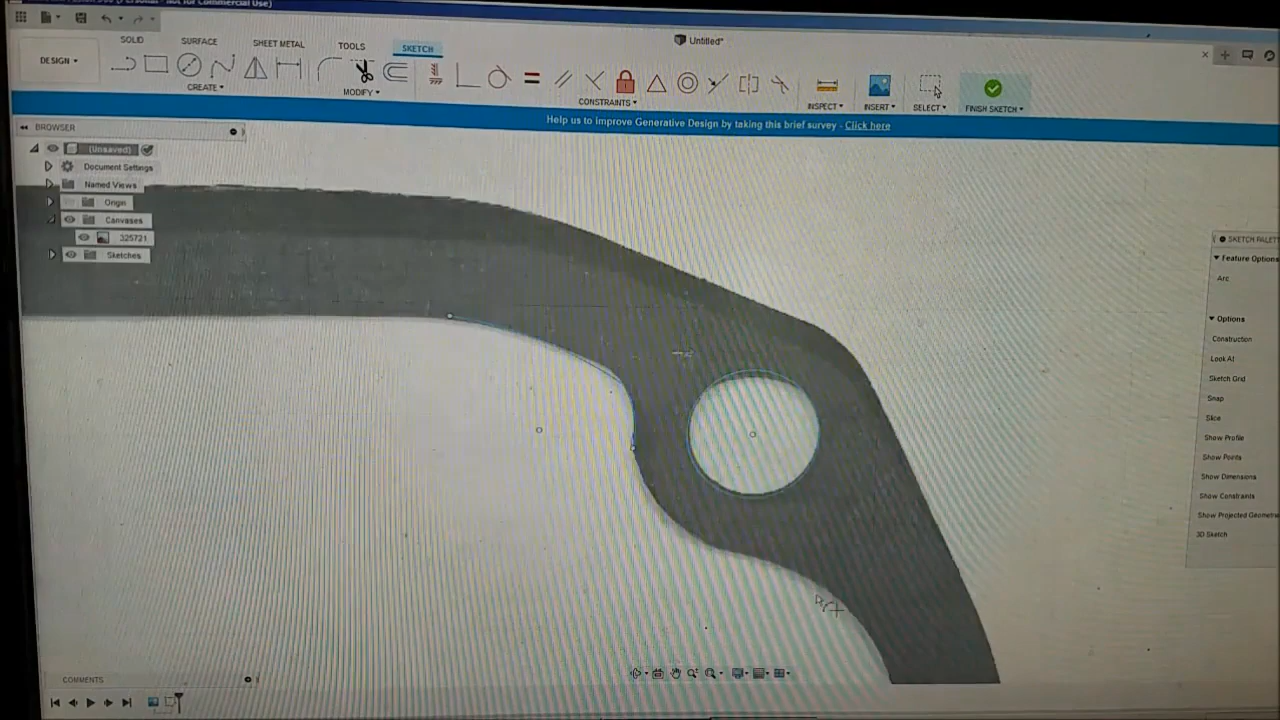 Untitled*
SOLID
SURFACE
SHEET METAL
TOOLS
SKETCH
DESIGN
CREATE
MODIFY
CONSTRAINTS
INSPECT
INSERT
SELECT
FINISH SKETCH
Help us to improve Generative Design by taking this brief survey - Click here
BROWSER
(Unsaved)
Document Settings
Named Views
Origin
Canvases
325721
Sketches
SKETCH PALET
Feature Options
Arc
Options
Construction
Look At
Sketch Grid
Snap
Slice
Show Profile
Show Points
Show Dimensions
Show Constraints
Show Projected Geometri
3D Sketch
COMMENTS